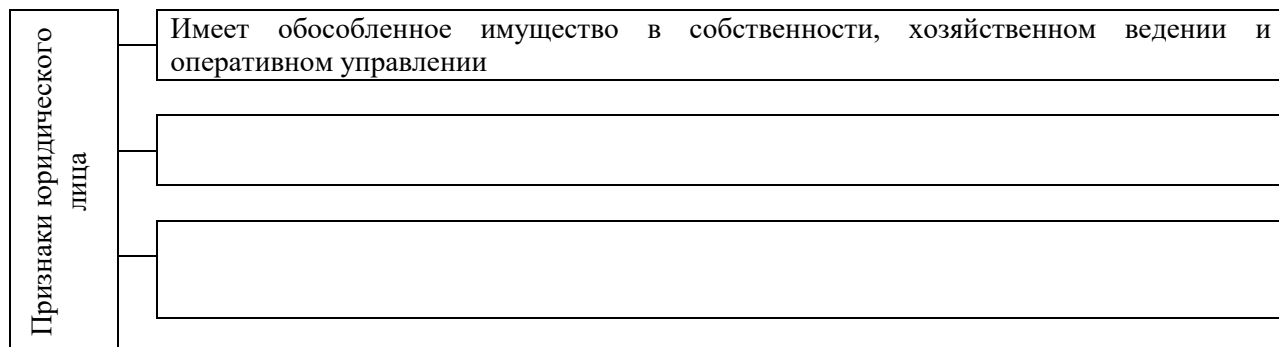 Признаки юридического
лица
Имеет обособленное имущество в собственности, хозяйственном ведении и
оперативном управлении